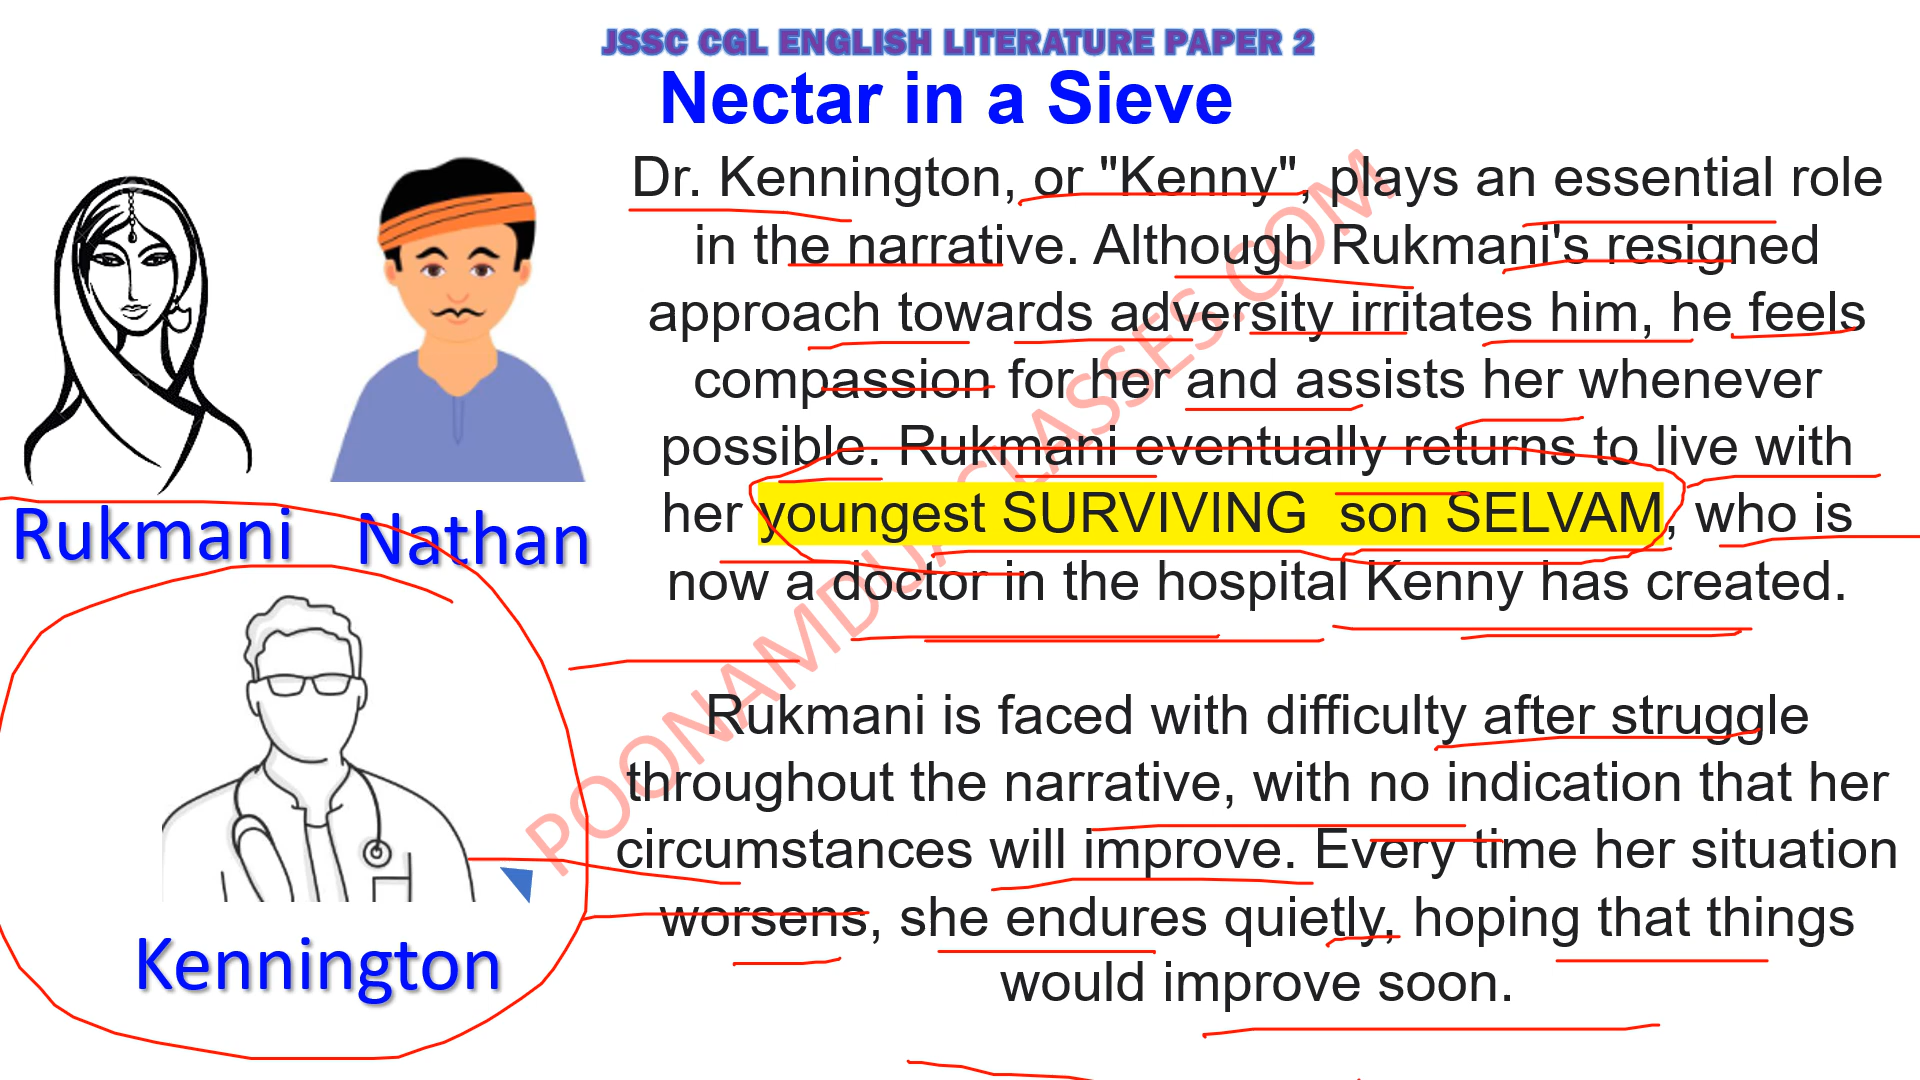 JSSC CGL ENGLISH LITERATURE PAPER 2
Nectar in a Sieve
Dr. Kennington, or "Kenny", plays an essential role
in the narrative. Although Rukmani's resigned
approach towards adversity irritates him, he feels
compassion for her and assists her whenever
possible. Rukmani eventually returns to live with
her youngest SURVIVING son SELVAM, who is
now a doctor in the hospital Kenny has created.
Rukmani is faced with difficulty after struggle
throughout the narrative, with no indication that her
circumstances will improve. Every time her situation
worsens, she endures quietly, hoping that things
would improve soon.
Rukmani
Nathan
Kennington
POONAMDUACLASSES.COM